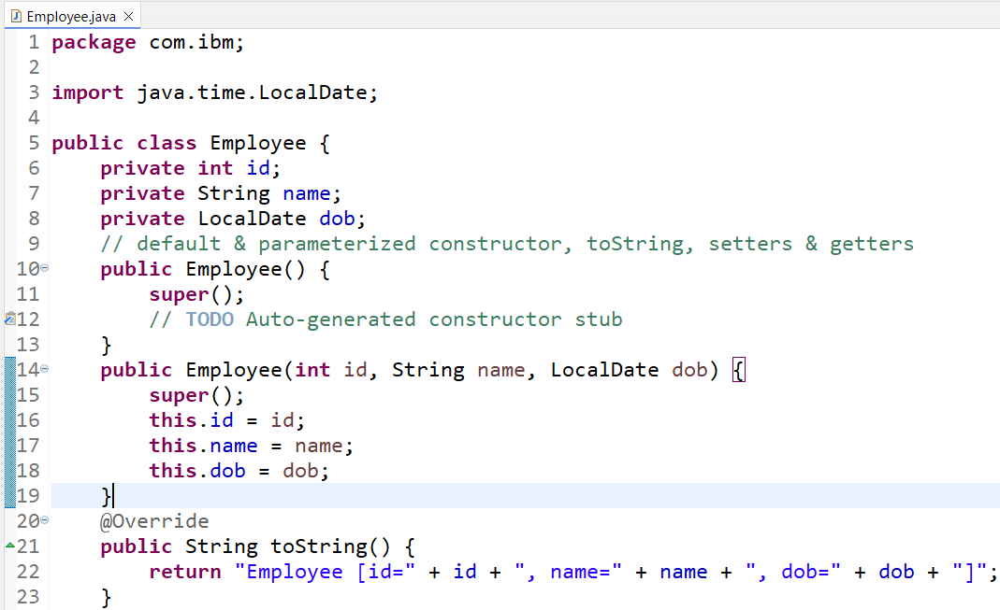 Employee.java
1 package com.ibm;
2
3 import java.time.LocalDate;
4
5 public class Employee {
6     private int id;
7     private String name;
8     private LocalDate dob;
9     // default & parameterized constructor, toString, setters & getters
10     public Employee() {
11         super();
12         // TODO Auto-generated constructor stub
13     }
14     public Employee(int id, String name, LocalDate dob) {
15         super();
16         this.id = id;
17         this.name = name;
18         this.dob = dob;
19     }
20     @Override
21     public String toString() {
22         return "Employee [id=" + id + ", name=" + name + ", dob=" + dob + "]";
23     }